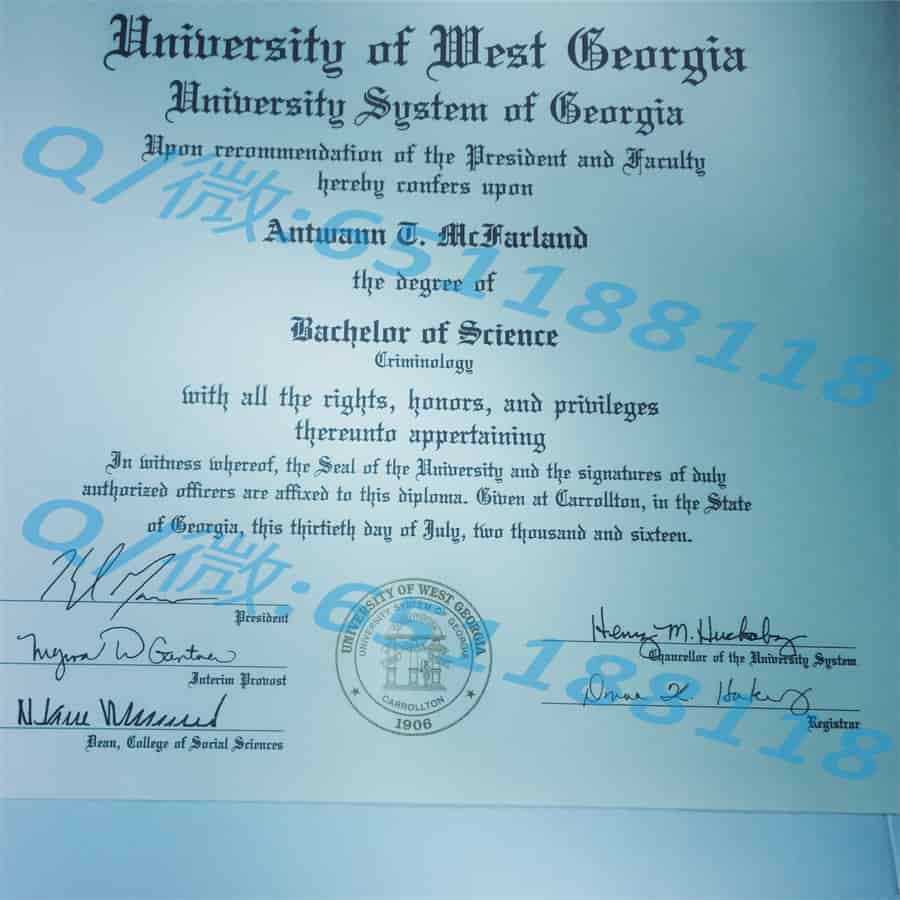 University of West Georgia
University System of Georgia
Upon recommendation of the President and Faculty
hereby confers upon
Antwann T. McFarland
the degree of
Bachelor of Science
Criminology
with all the rights, honors, and privileges
thereunto appertaining
In witness whereof, the Seal of the University and the signatures of duly
authorized officers are affixed to this diploma. Given at Carrollton, in the State
of Georgia, this thirtieth day of July, two thousand and sixteen.
President
Interim Provost
Dean, College of Social Sciences
UNIVERSITY OF WEST GEORGIA
UNIVERSITY SYSTEM OF GEORGIA
CARROLLTON
1906
Henry M. Huckaby
Chancellor of the University System
Registrar
Q/微:651188118
Q/微:651188118